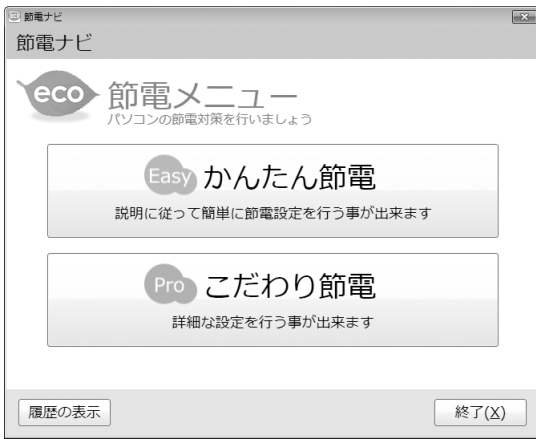 節電ナビ
節電ナビ
eco 節電メニュー
パソコンの節電対策を行いましょう
Easy かんたん節電
説明に従って簡単に節電設定を行う事が出来ます
Pro こだわり節電
詳細な設定を行う事が出来ます
履歴の表示 終了(X)